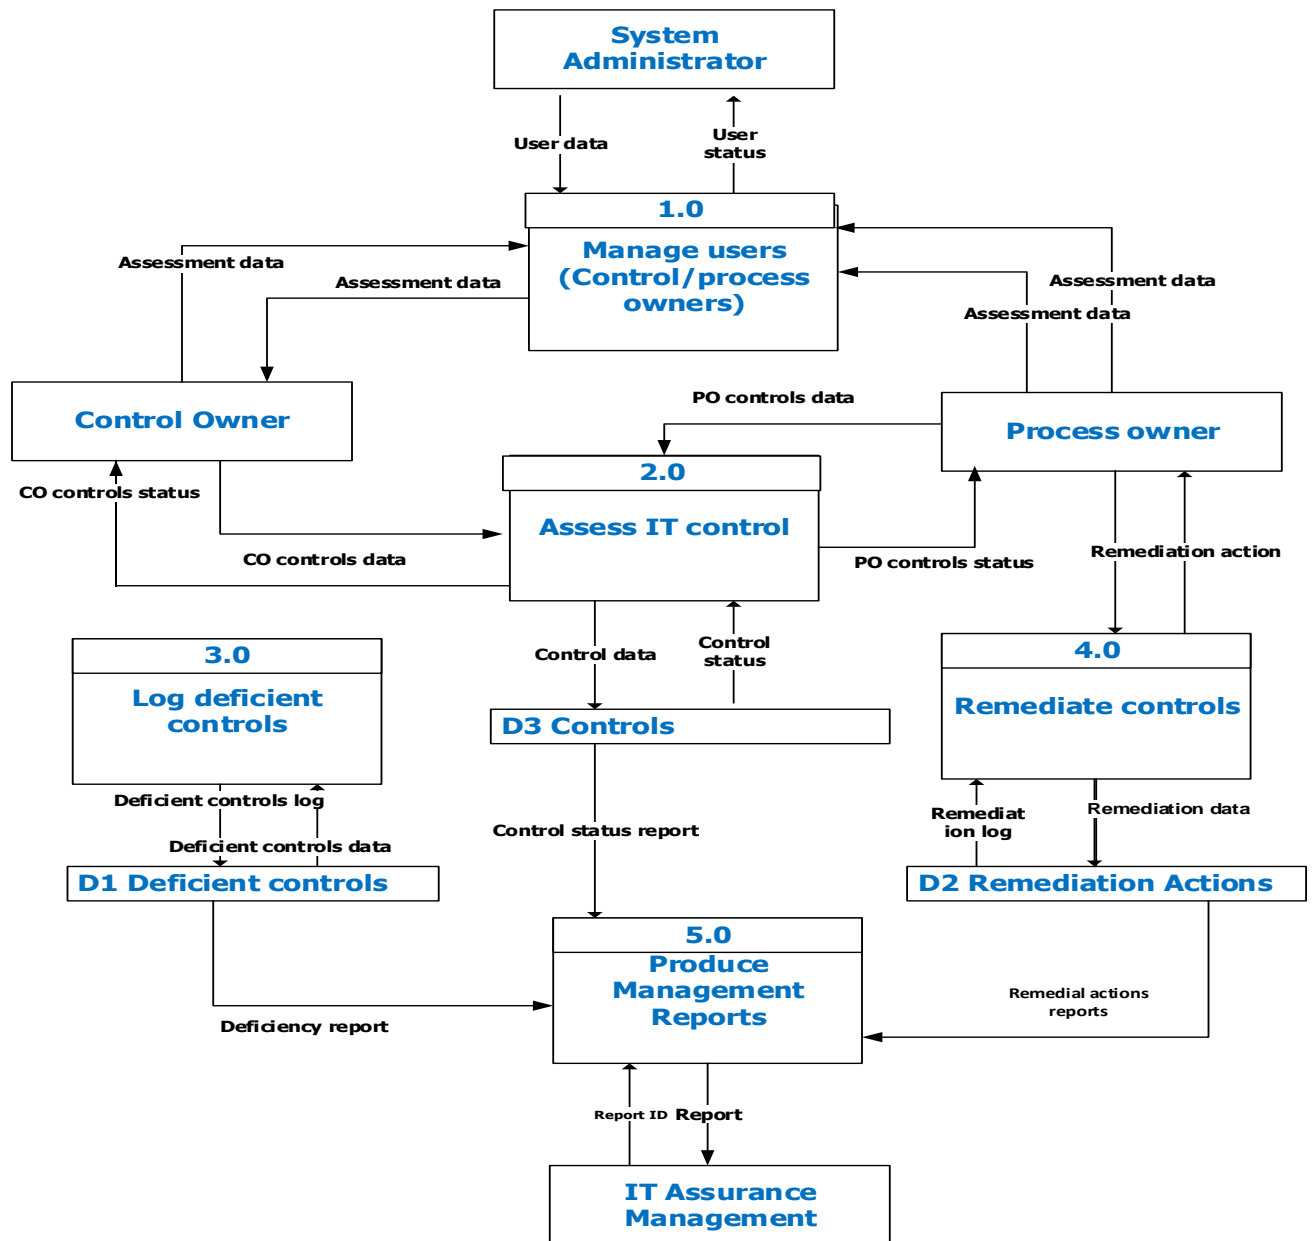 System
Administrator
User data
User
status
1.0
Manage users
(Control/process
owners)
Assessment data
Assessment data
Assessment data
Assessment data
Control Owner
PO controls data
Process owner
CO controls status
2.0
Assess IT control
CO controls data
PO controls status
Remediation action
3.0
Log deficient
controls
Control data
Control
status
4.0
Remediate controls
D3 Controls
Deficient controls log
Deficient controls data
Control status report
Remediat
ion log
Remediation data
D1 Deficient controls
D2 Remediation Actions
5.0
Produce
Management
Reports
Deficiency report
Remedial actions
reports
Report ID
Report
IT Assurance
Management